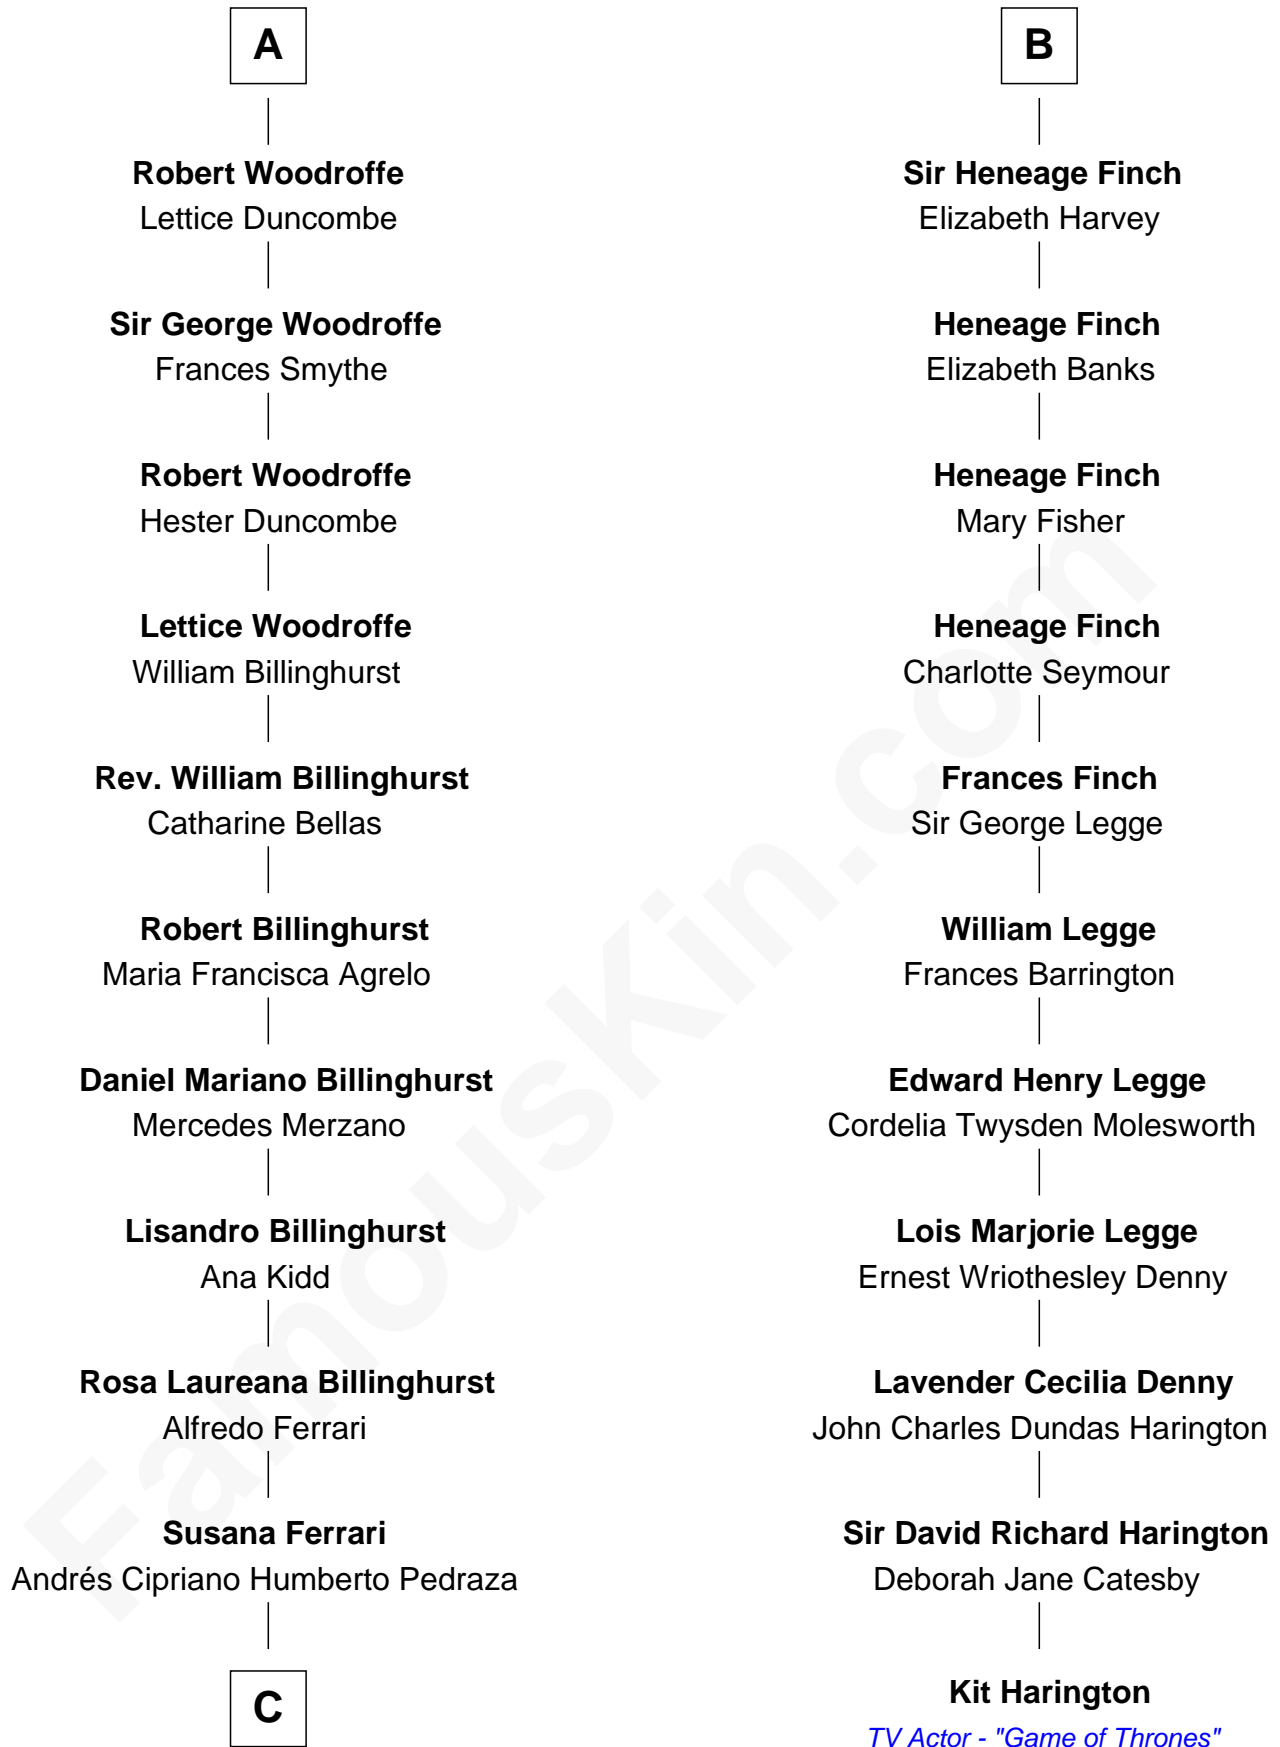 A
Robert Woodroffe
Lettice Duncombe
Sir George Woodroffe
Frances Smythe
Robert Woodroffe
Hester Duncombe
Lettice Woodroffe
William Billinghurst
Rev. William Billinghurst
Catharine Bellas
Robert Billinghurst
Maria Francisca Agrelo
Daniel Mariano Billinghurst
Mercedes Merzano
Lisandro Billinghurst
Ana Kidd
Rosa Laureana Billinghurst
Alfredo Ferrari
Susana Ferrari
Andrés Cipriano Humberto Pedraza
C
B
Sir Heneage Finch
Elizabeth Harvey
Heneage Finch
Elizabeth Banks
Heneage Finch
Mary Fisher
Heneage Finch
Charlotte Seymour
Frances Finch
Sir George Legge
William Legge
Frances Barrington
Edward Henry Legge
Cordelia Twysden Molesworth
Lois Marjorie Legge
Ernest Wriothesley Denny
Lavender Cecilia Denny
John Charles Dundas Harington
Sir David Richard Harington
Deborah Jane Catesby
Kit Harington
TV Actor - "Game of Thrones"
FamousKin.com